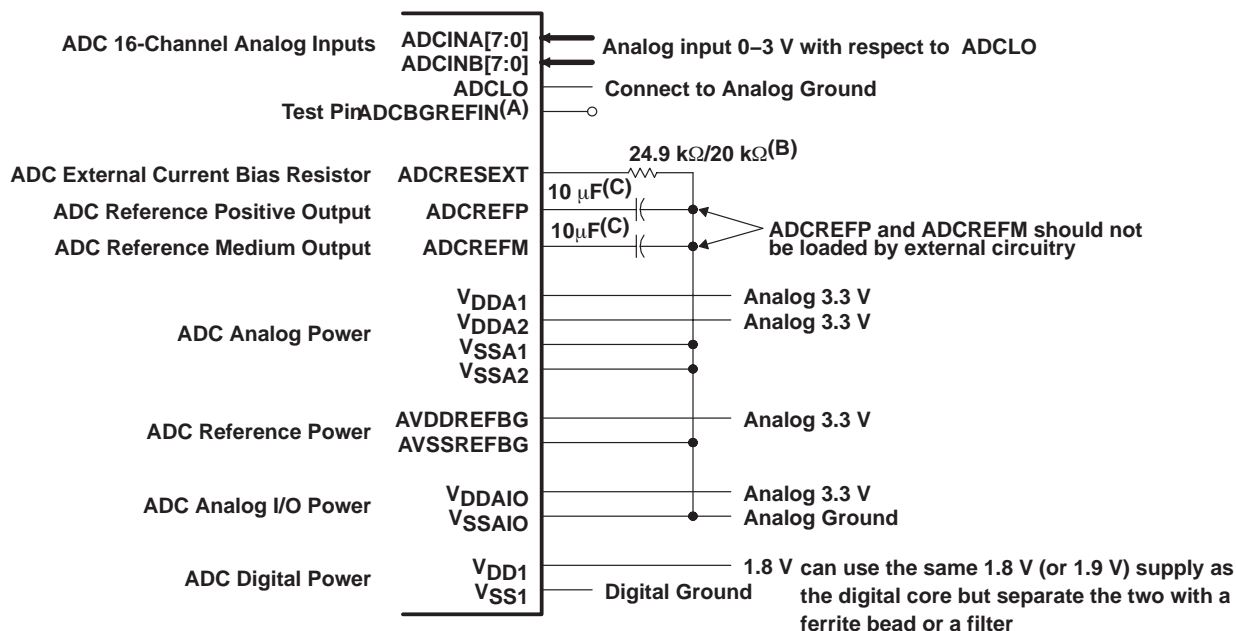 ADC 16-Channel Analog Inputs ADCINA[7:0] Analog input 0–3 V with respect to ADCLO
ADCINB[7:0]
ADCLO Connect to Analog Ground
Test Pin ADCBGREFIN(A)
24.9 kΩ/20 kΩ(B)
ADC External Current Bias Resistor ADCRESEXT
10 μF(C)
ADC Reference Positive Output ADCREFP
10μF(C)
ADC Reference Medium Output ADCREFM
ADCREFP and ADCREFM should not
be loaded by external circuitry
VDDA1 Analog 3.3 V
VDDA2 Analog 3.3 V
ADC Analog Power
VSSA1
VSSA2
AVDDREFBG Analog 3.3 V
ADC Reference Power
AVSSREFBG
VDDAIO Analog 3.3 V
ADC Analog I/O Power
VSSAIO Analog Ground
VDD1 1.8 V can use the same 1.8 V (or 1.9 V) supply as
ADC Digital Power
VSS1 Digital Ground the digital core but separate the two with a
ferrite bead or a filter